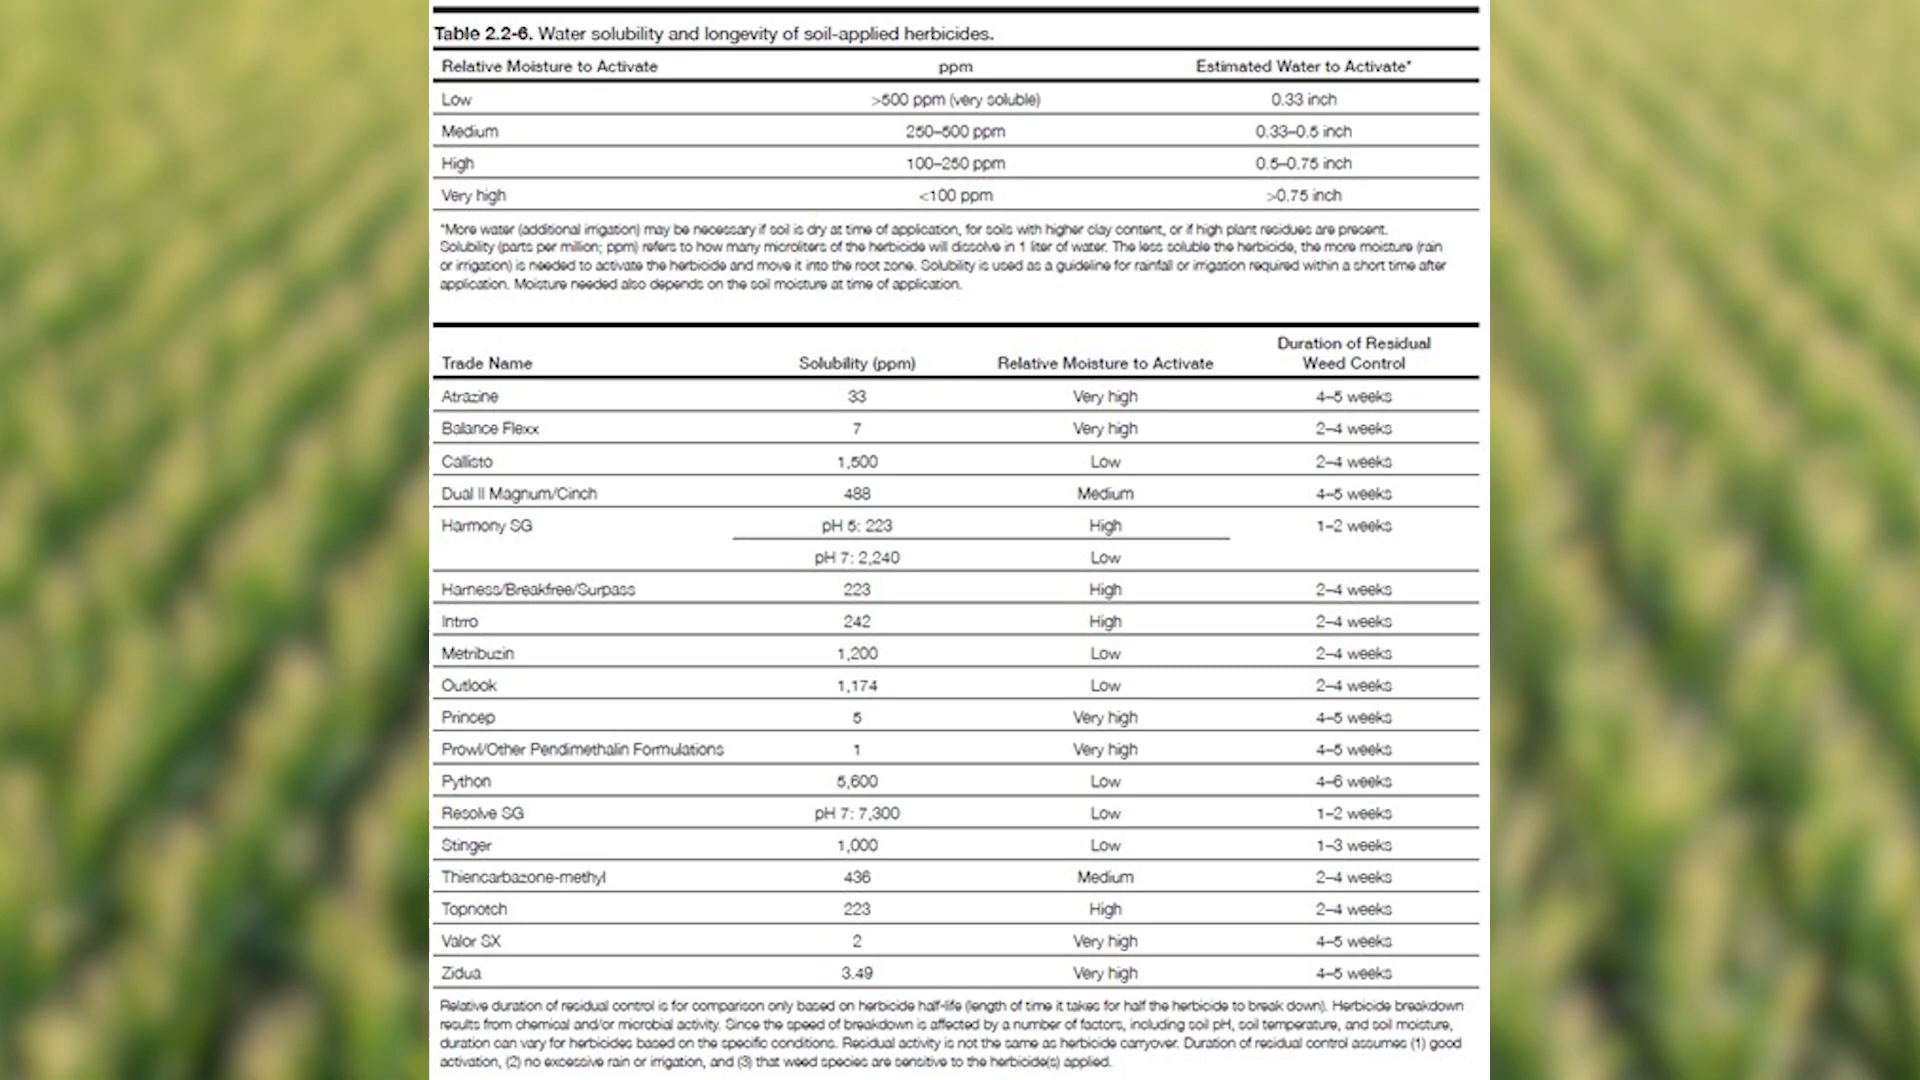 Table 2.2-6. Water solubility and longevity of soil-applied herbicides.
Relative Moisture to Activate ppm Estimated Water to Activate*
Low >500 ppm (very soluble) 0.33 inch
Medium 250–500 ppm 0.33–0.5 inch
High 100–250 ppm 0.5–0.75 inch
Very high <100 ppm >0.75 inch
*More water (additional irrigation) may be necessary if soil is dry at time of application, for soils with higher clay content, or if high plant residues are present.
Solubility (parts per million; ppm) refers to how many microliters of the herbicide will dissolve in 1 liter of water. The less soluble the herbicide, the more moisture (rain
or irrigation) is needed to activate the herbicide and move it into the root zone. Solubility is used as a guideline for rainfall or irrigation required within a short time after
application. Moisture needed also depends on the soil moisture at time of application.
Trade Name Solubility (ppm) Relative Moisture to Activate Duration of Residual
Weed Control
Atrazine 33 Very high 4–5 weeks
Balance Flexx 7 Very high 2–4 weeks
Callisto 1,500 Low 2–4 weeks
Dual II Magnum/Cinch 488 Medium 4–5 weeks
Harmony SG pH 5: 223 High 1–2 weeks
pH 7: 2,240 Low
Harness/Breakfree/Surpass 223 High 2–4 weeks
Intrro 242 High 2–4 weeks
Metribuzin 1,200 Low 2–4 weeks
Outlook 1,174 Low 2–4 weeks
Princep 5 Very high 4–5 weeks
Prowl/Other Pendimethalin Formulations 1 Very high 4–5 weeks
Python 5,600 Low 4–6 weeks
Resolve SG pH 7: 7,300 Low 1–2 weeks
Stinger 1,000 Low 1–3 weeks
Thiencarbazone-methyl 436 Medium 2–4 weeks
Topnotch 223 High 2–4 weeks
Valor SX 2 Very high 4–5 weeks
Zidua 3.49 Very high 4–5 weeks
Relative duration of residual control is for comparison only based on herbicide half-life (length of time it takes for half the herbicide to break down). Herbicide breakdown
results from chemical and/or microbial activity. Since the speed of breakdown is affected by a number of factors, including soil pH, soil temperature, and soil moisture,
duration can vary for herbicides based on the specific conditions. Residual activity is not the same as herbicide carryover. Duration of residual control assumes (1) good
activation, (2) no excessive rain or irrigation, and (3) that weed species are sensitive to the herbicide(s) applied.